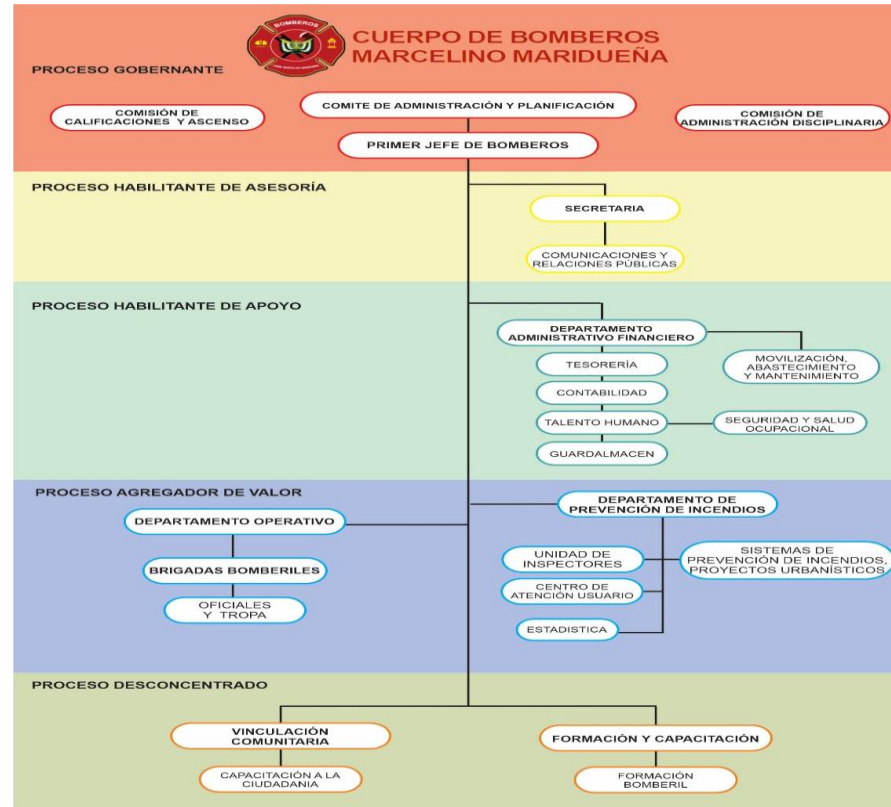 BOMBEROS
CUERPO DE BOMBEROS
MARCELINO MARIDUEÑA
PROCESO GOBERNANTE
COMISIÓN DE
CALIFICACIONES Y ASCENSO
COMITE DE ADMINISTRACIÓN Y PLANIFICACIÓN
COMISIÓN DE
ADMINISTRACIÓN DISCIPLINARIA
PRIMER JEFE DE BOMBEROS
PROCESO HABILITANTE DE ASESORÍA
SECRETARIA
COMUNICACIONES Y
RELACIONES PÚBLICAS
PROCESO HABILITANTE DE APOYO
DEPARTAMENTO
ADMINISTRATIVO FINANCIERO
MOVILIZACIÓN,
ABASTECIMIENTO
Y MANTENIMIENTO
TESORERÍA
CONTABILIDAD
TALENTO HUMANO
SEGURIDAD Y SALUD
OCUPACIONAL
GUARDALMACEN
PROCESO AGREGADOR DE VALOR
DEPARTAMENTO OPERATIVO
BRIGADAS BOMBERILES
OFICIALES
Y TROPA
DEPARTAMENTO DE
PREVENCIÓN DE INCENDIOS
UNIDAD DE
INSPECTORES
SISTEMAS DE
PREVENCIÓN DE INCENDIOS,
PROYECTOS URBANÍSTICOS
CENTRO DE
ATENCIÓN USUARIO
ESTADISTICA
PROCESO DESCONCENTRADO
VINCULACIÓN
COMUNITARIA
CAPACITACIÓN A LA
CIUDADANIA
FORMACIÓN Y CAPACITACIÓN
FORMACIÓN
BOMBERIL